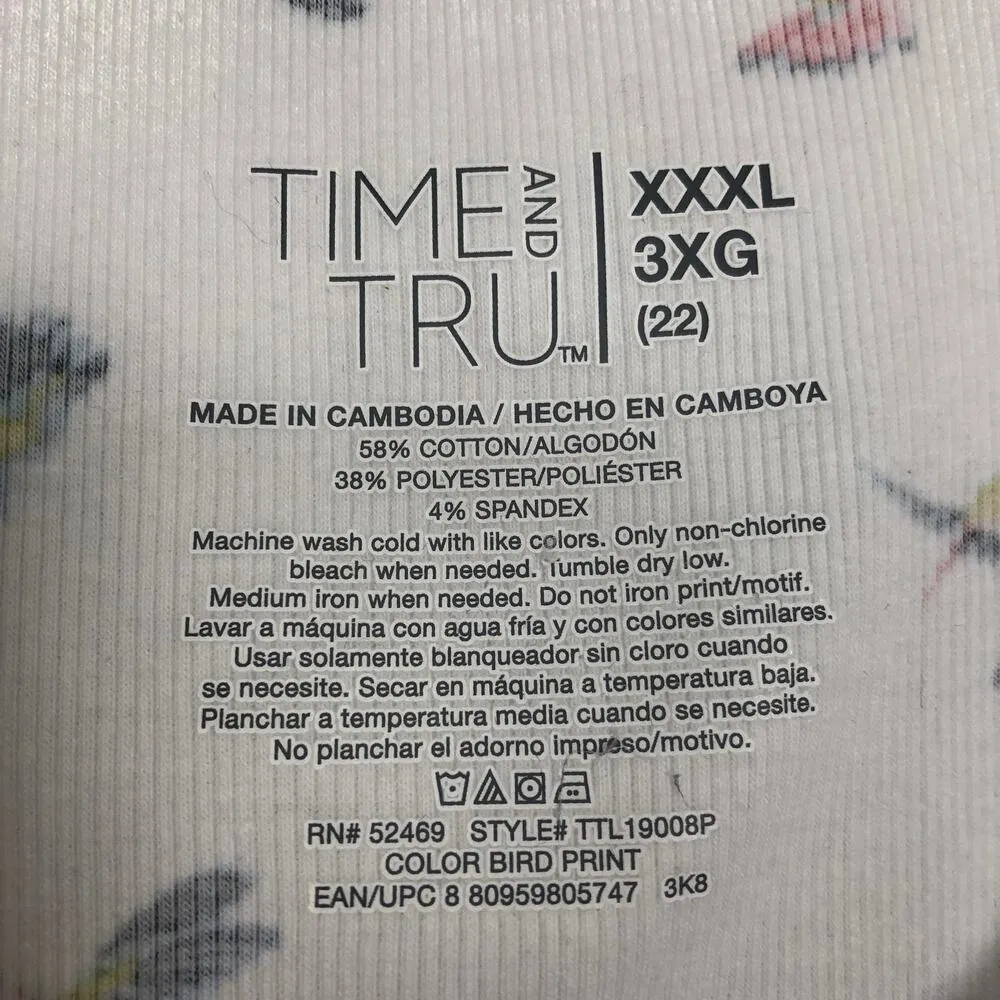 TIME AND TRU™
XXXL
3XG
(22)
MADE IN CAMBODIA / HECHO EN CAMBOYA
58% COTTON/ALGODÓN
38% POLYESTER/POLIÉSTER
4% SPANDEX
Machine wash cold with like colors. Only non-chlorine
bleach when needed. Tumble dry low.
Medium iron when needed. Do not iron print/motif.
Lavar a máquina con agua fría y con colores similares.
Usar solamente blanqueador sin cloro cuando
se necesite. Secar en máquina a temperatura baja.
Planchar a temperatura media cuando se necesite.
No planchar el adorno impreso/motivo.
RN# 52469 STYLE# TTL19008P
COLOR BIRD PRINT
EAN/UPC 8 80959805747 3K8